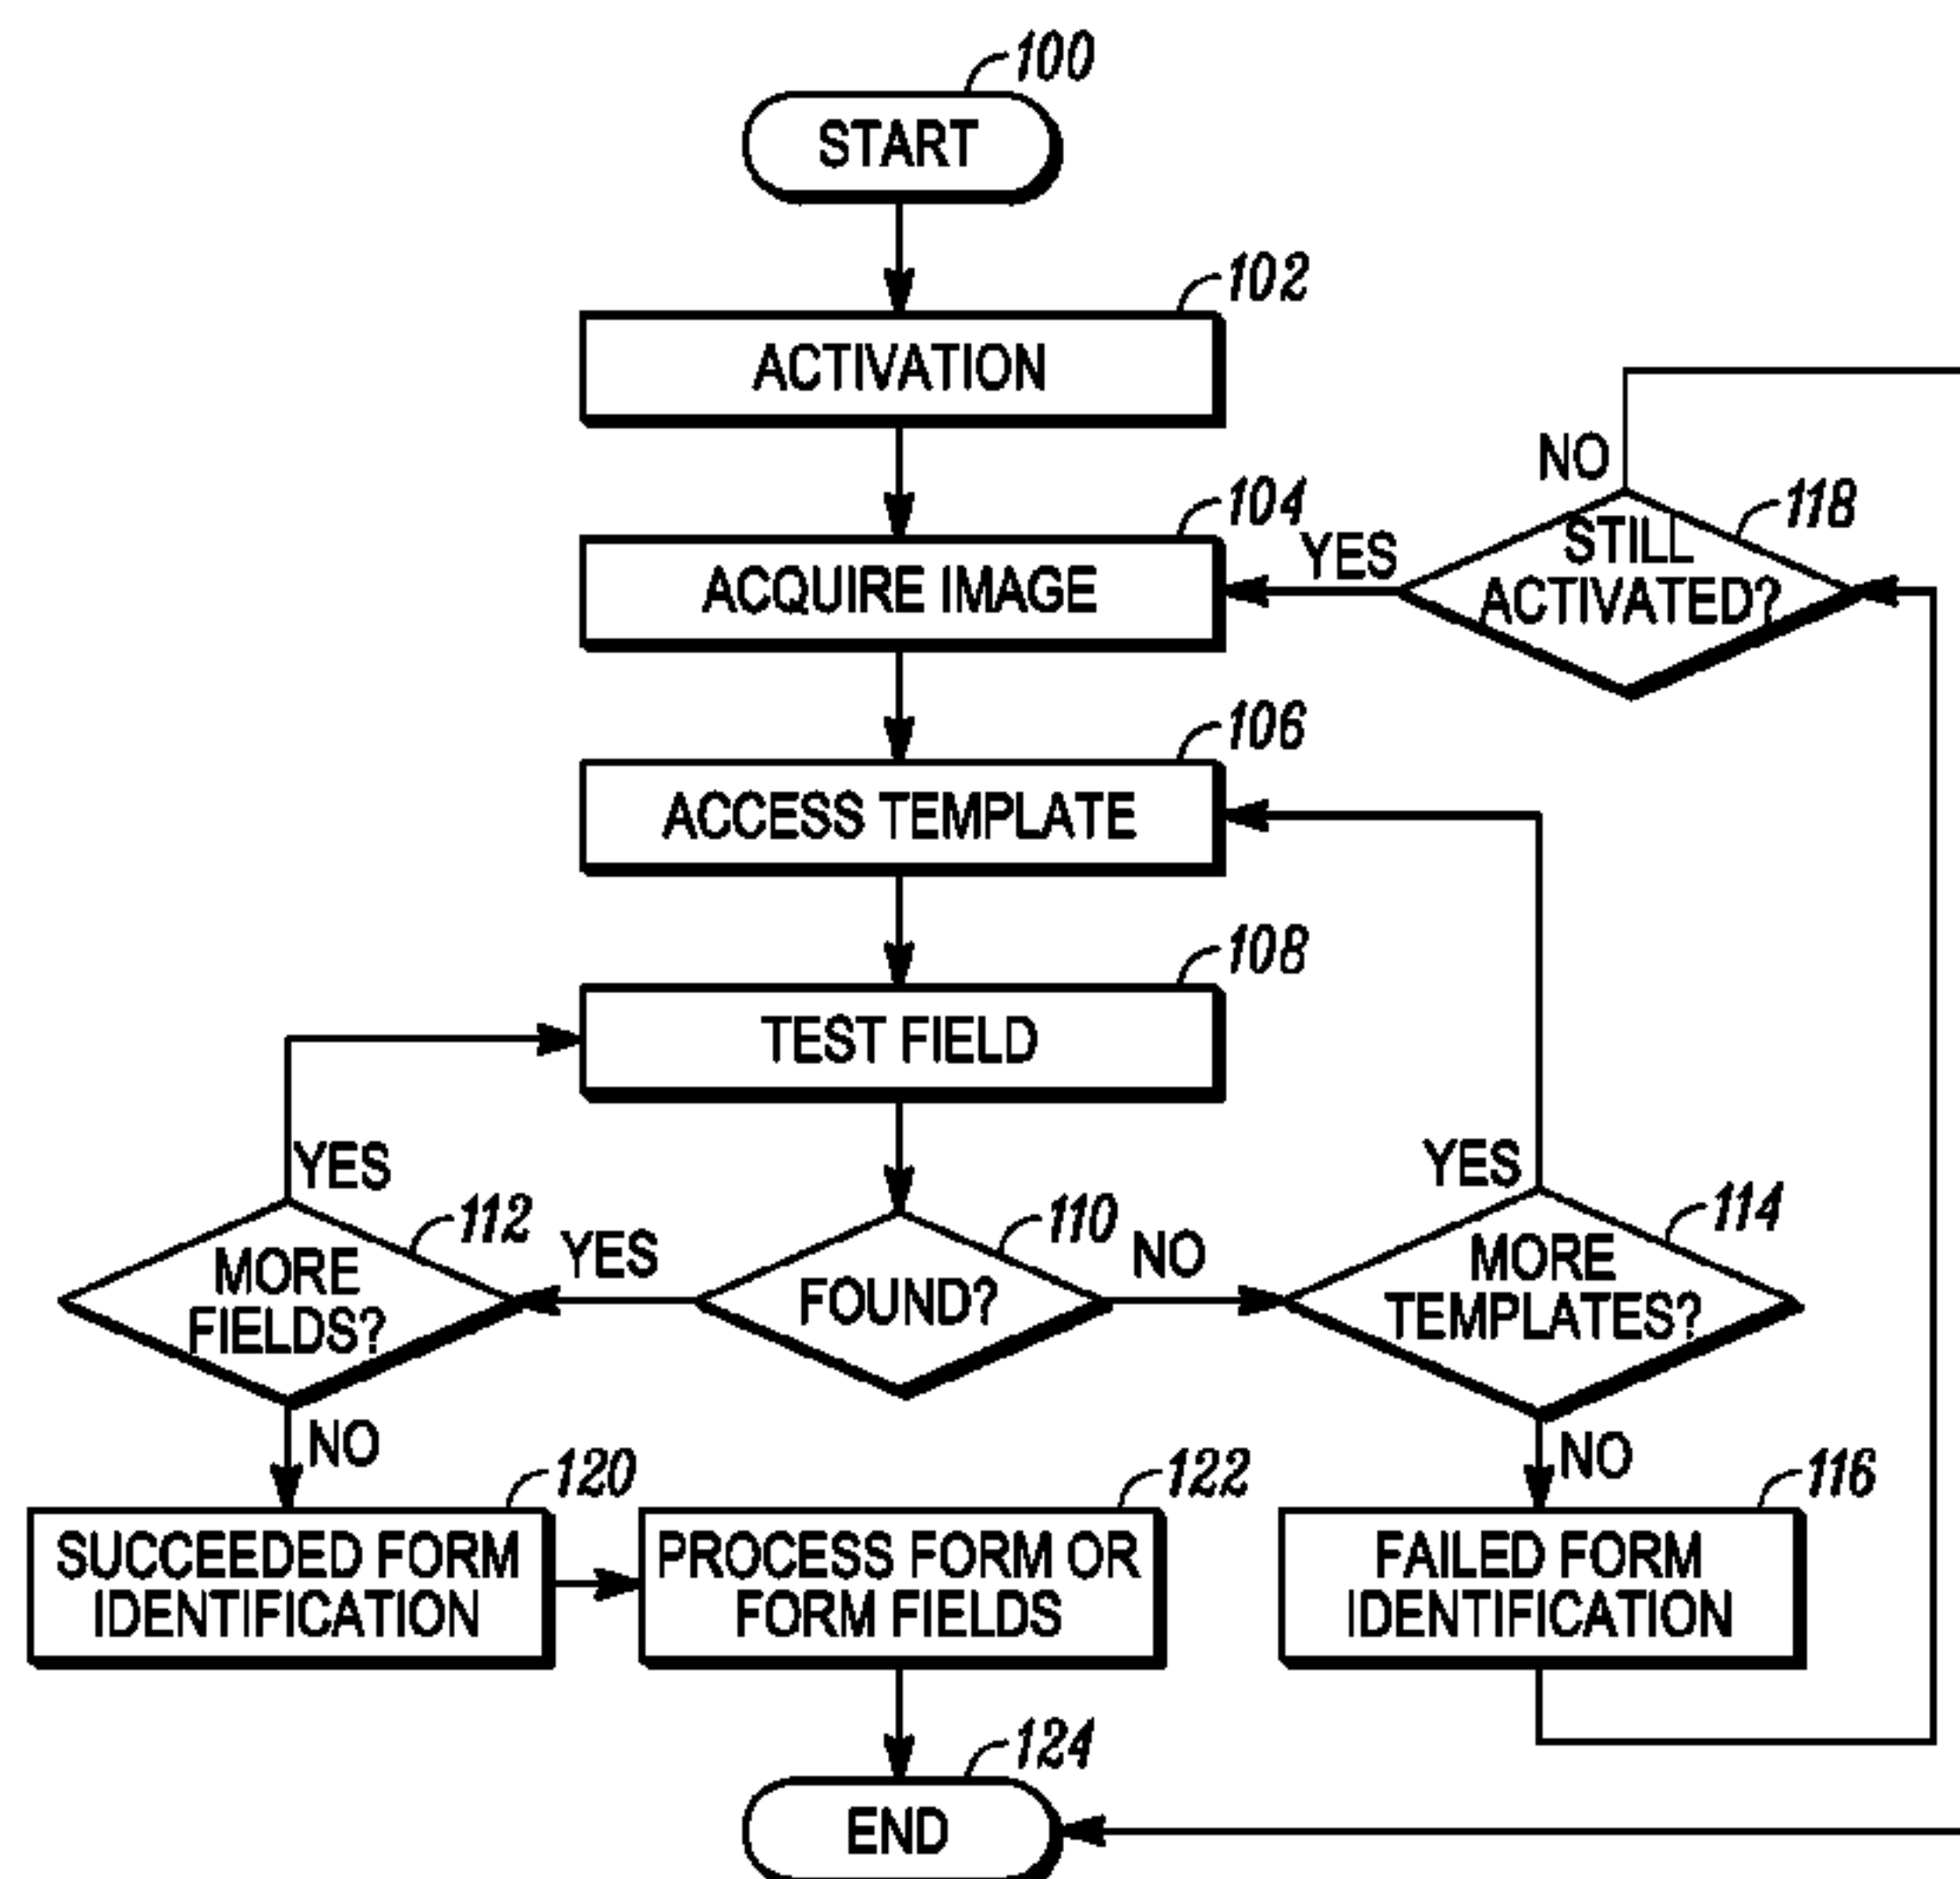 100
START
102
ACTIVATION
104
ACQUIRE IMAGE
YES
NO
118
STILL
ACTIVATED?
106
ACCESS TEMPLATE
108
TEST FIELD
YES
112
MORE
FIELDS?
YES
110
FOUND?
NO
YES
114
MORE
TEMPLATES?
NO
120
SUCCEEDED FORM
IDENTIFICATION
122
PROCESS FORM OR
FORM FIELDS
NO
116
FAILED FORM
IDENTIFICATION
124
END